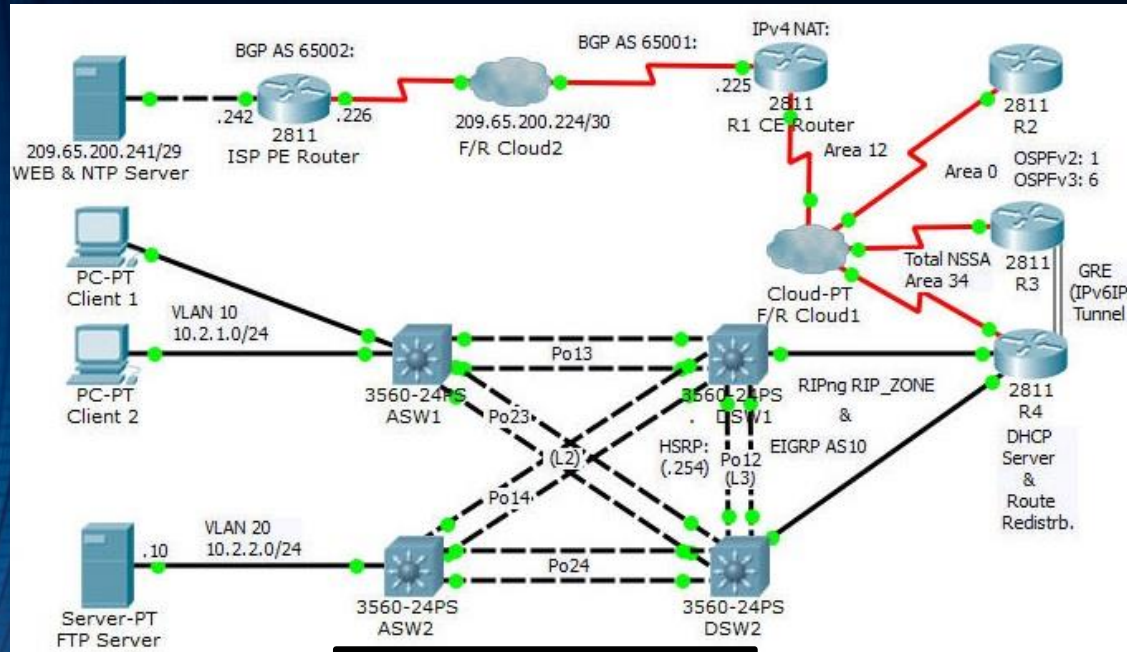 BGP AS 65002:
BGP AS 65001:
IPv4 NAT:
.242
.226
.225
2811
ISP PE Router
209.65.200.224/30
F/R Cloud2
2811
R1 CE Router
2811
R2
209.65.200.241/29
WEB & NTP Server
Area 12
Area 0
OSPFv2: 1
OSPFv3: 6
PC-PT
Client 1
Total NSSA
Area 34
2811
R3
GRE
(IPv6IP
Tunnel
Cloud-PT
F/R Cloud1
VLAN 10
10.2.1.0/24
PC-PT
Client 2
Po13
3560-24PS
ASW1
3560-24PS
DSW1
2811
R4
RIPng RIP_ZONE
&
EIGRP AS10
Po23
(L2)
HSRP:
(.254)
Po12
(L3)
DHCP
Server
&
Route
Redistrb.
Po14
VLAN 20
10.2.2.0/24
.10
Po24
Server-PT
FTP Server
3560-24PS
ASW2
3560-24PS
DSW2